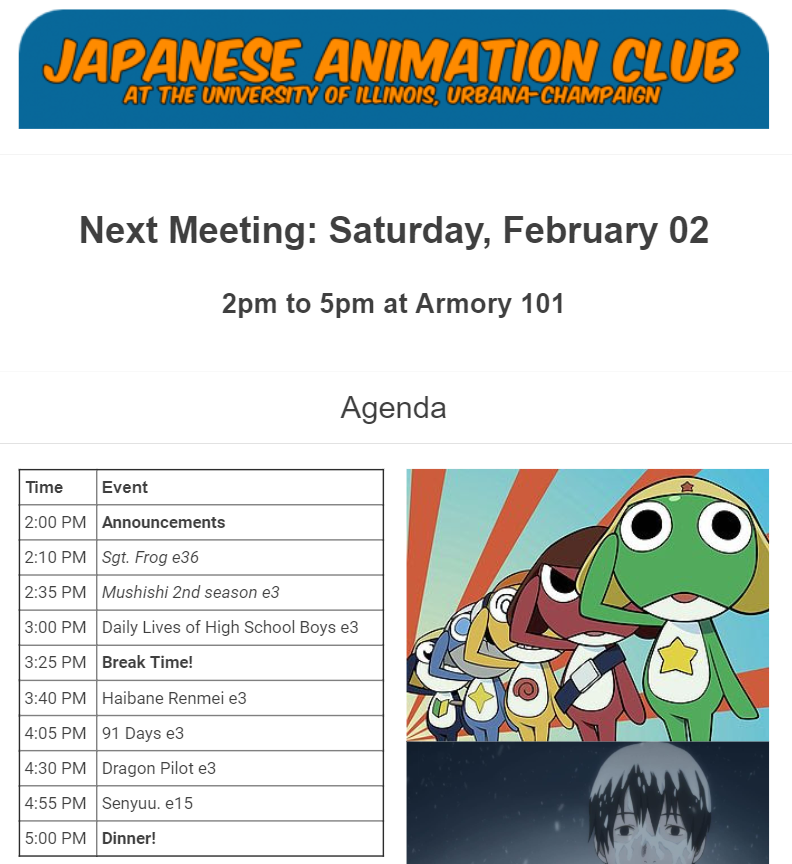 JAPANESE ANIMATION CLUB
AT THE UNIVERSITY OF ILLINOIS, URBANA-CHAMPAIGN
Next Meeting: Saturday, February 02
2pm to 5pm at Armory 101
Agenda
Time Event
2:00 PM Announcements
2:10 PM Sgt. Frog e36
2:35 PM Mushishi 2nd season e3
3:00 PM Daily Lives of High School Boys e3
3:25 PM Break Time!
3:40 PM Haibane Renmei e3
4:05 PM 91 Days e3
4:30 PM Dragon Pilot e3
4:55 PM Senyuu. e15
5:00 PM Dinner!